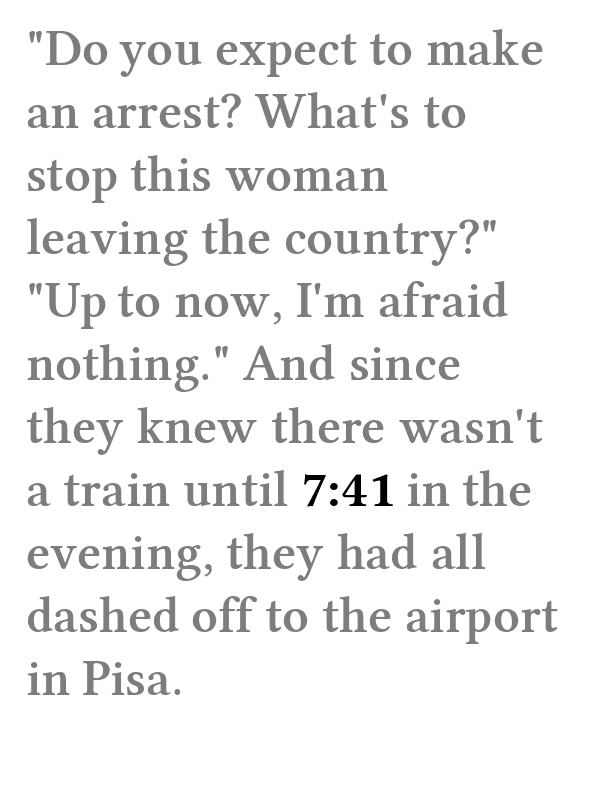 "Do you expect to make
an arrest? What's to
stop this woman
leaving the country?"
"Up to now, I'm afraid
nothing." And since
they knew there wasn't
a train until 7:41 in the
evening, they had all
dashed off to the airport
in Pisa.